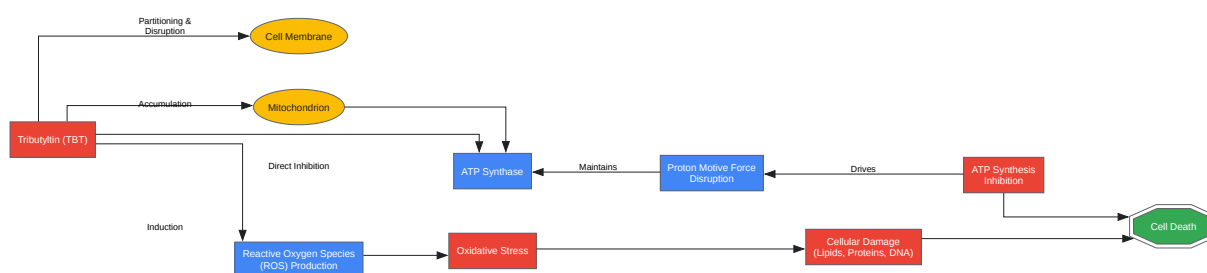 Partitioning &
Disruption
Cell Membrane
Accumulation
Mitochondrion
Tributyltin (TBT)
Direct Inhibition
ATP Synthase
Maintains
Proton Motive Force
Disruption
Drives
ATP Synthesis
Inhibition
Cell Death
Induction
Reactive Oxygen Species
(ROS) Production
Oxidative Stress
Cellular Damage
(Lipids, Proteins, DNA)